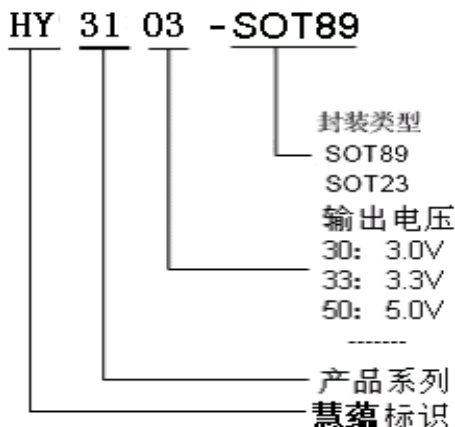 HY 31 03 -SOT89
封装类型
SOT89
SOT23
输出电压
30: 3.0V
33: 3.3V
50: 5.0V
-------
产品系列
慧蕴标识